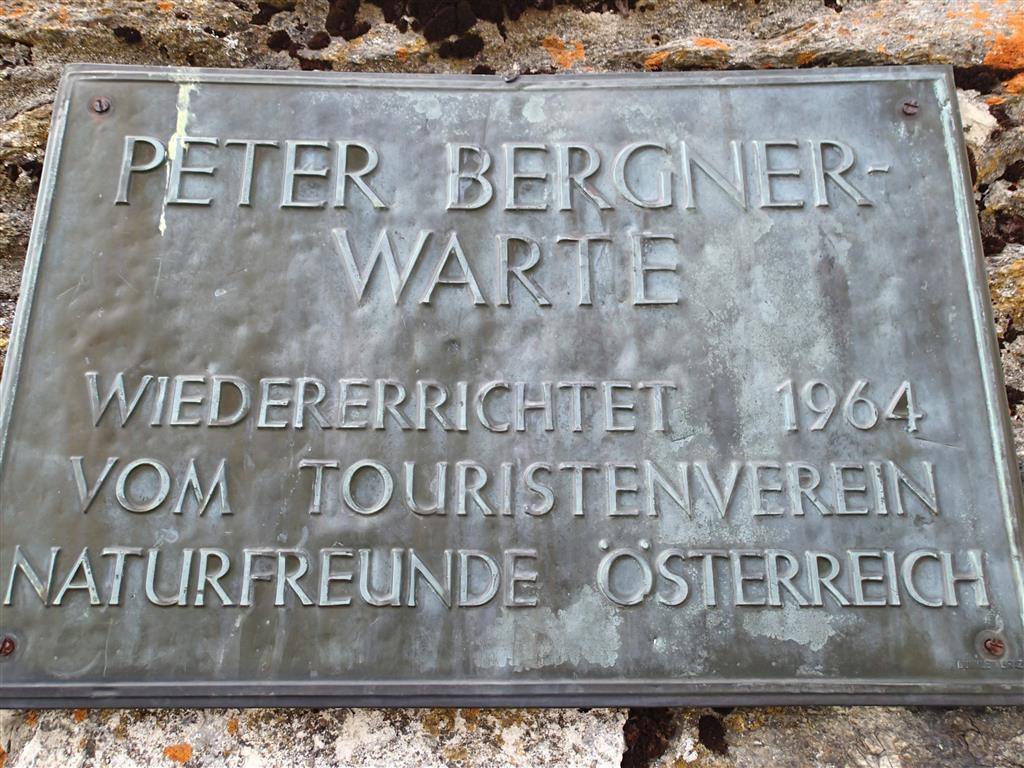 PETER BERGNER-
WARTE
WIEDERERRICHTET 1964
VOM TOURISTENVEREIN
NATURFREUNDE ÖSTERREICH